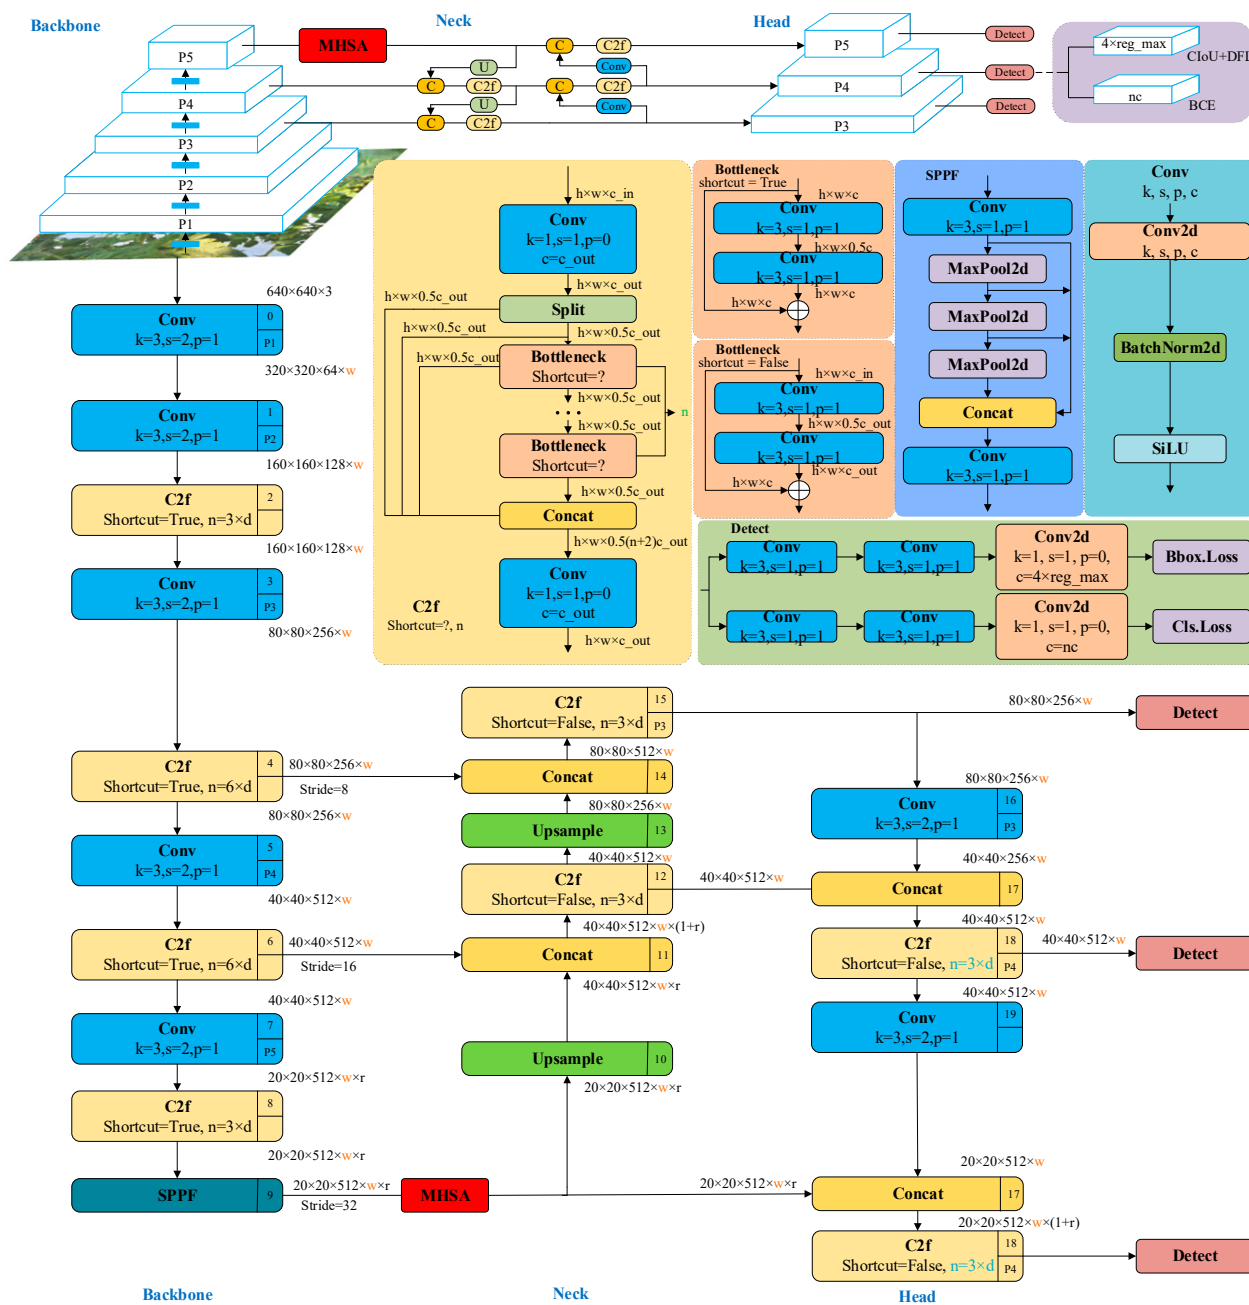 Backbone
Neck
Head
P5
P4
P3
P2
P1
MHSA
U
U
C
C
C
C
C2f
C2f
C2f
C2f
Conv
Conv
P5
P4
P3
Detect
Detect
Detect
4×reg_max
CIoU+DFL
nc
BCE
640×640×3
Conv
k=3,s=2,p=1
0
P1
320×320×64×w
Conv
k=3,s=2,p=1
1
P2
160×160×128×w
C2f
Shortcut=True, n=3×d
2
160×160×128×w
Conv
k=3,s=2,p=1
3
P3
80×80×256×w
C2f
Shortcut=True, n=6×d
4
80×80×256×w
Stride=8
80×80×256×w
Conv
k=3,s=2,p=1
5
P4
40×40×512×w
C2f
Shortcut=True, n=6×d
6
40×40×512×w
Stride=16
40×40×512×w
Conv
k=3,s=2,p=1
7
P5
20×20×512×w×r
C2f
Shortcut=True, n=3×d
8
20×20×512×w×r
SPPF
9
20×20×512×w×r
Stride=32
MHSA
h×w×c_in
Conv
k=1,s=1,p=0
c=c_out
h×w×c_out
h×w×0.5c_out
Split
h×w×0.5c_out
h×w×0.5c_out
h×w×0.5c_out
Bottleneck
Shortcut=?
h×w×0.5c_out
...
n
h×w×0.5c_out
Bottleneck
Shortcut=?
h×w×0.5c_out
Concat
h×w×0.5(n+2)c_out
Conv
k=1,s=1,p=0
c=c_out
C2f
Shortcut=?, n
h×w×c_out
Bottleneck
shortcut = True
h×w×c
Conv
k=3,s=1,p=1
h×w×0.5c
Conv
k=3,s=1,p=1
h×w×c
h×w×c
Bottleneck
shortcut = False
h×w×c_in
Conv
k=3,s=1,p=1
h×w×0.5c_out
Conv
k=3,s=1,p=1
h×w×c_out
h×w×c
SPPF
Conv
k=3,s=1,p=1
MaxPool2d
MaxPool2d
MaxPool2d
Concat
Conv
k=3,s=1,p=1
Conv
k, s, p, c
Conv2d
k, s, p, c
BatchNorm2d
SiLU
Detect
Conv
k=3,s=1,p=1
Conv
k=3,s=1,p=1
Conv2d
k=1, s=1, p=0,
c=4×reg_max
Bbox.Loss
Conv
k=3,s=1,p=1
Conv
k=3,s=1,p=1
Conv2d
k=1, s=1, p=0,
c=nc
Cls.Loss
C2f
Shortcut=False, n=3×d
15
P3
80×80×512×w
Concat
14
80×80×256×w
Upsample
13
40×40×512×w
C2f
Shortcut=False, n=3×d
12
40×40×512×w
40×40×512×w×(1+r)
Concat
11
40×40×512×w×r
Upsample
10
20×20×512×w×r
20×20×512×w×r
80×80×256×w
Detect
80×80×256×w
Conv
k=3,s=2,p=1
16
P3
40×40×256×w
Concat
17
40×40×512×w
C2f
Shortcut=False, n=3×d
18
P4
40×40×512×w
Detect
40×40×512×w
Conv
k=3,s=2,p=1
19
20×20×512×w
Concat
17
20×20×512×w×(1+r)
C2f
Shortcut=False, n=3×d
18
P4
Detect
Backbone
Neck
Head